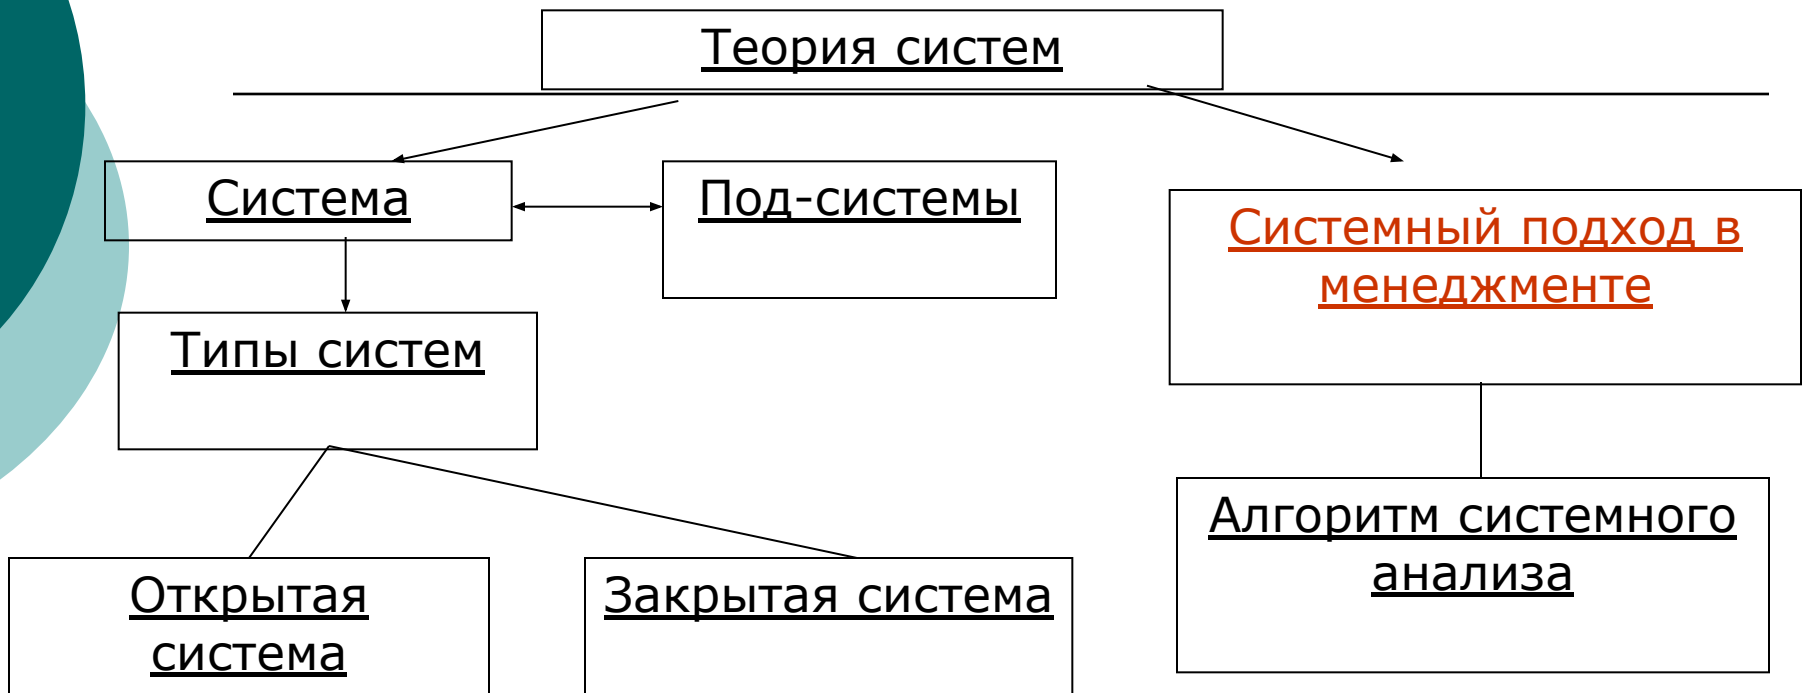 Теория систем
Система
Под-системы
Системный подход в
менеджменте
Типы систем
Алгоритм системного
анализа
Открытая
система
Закрытая система